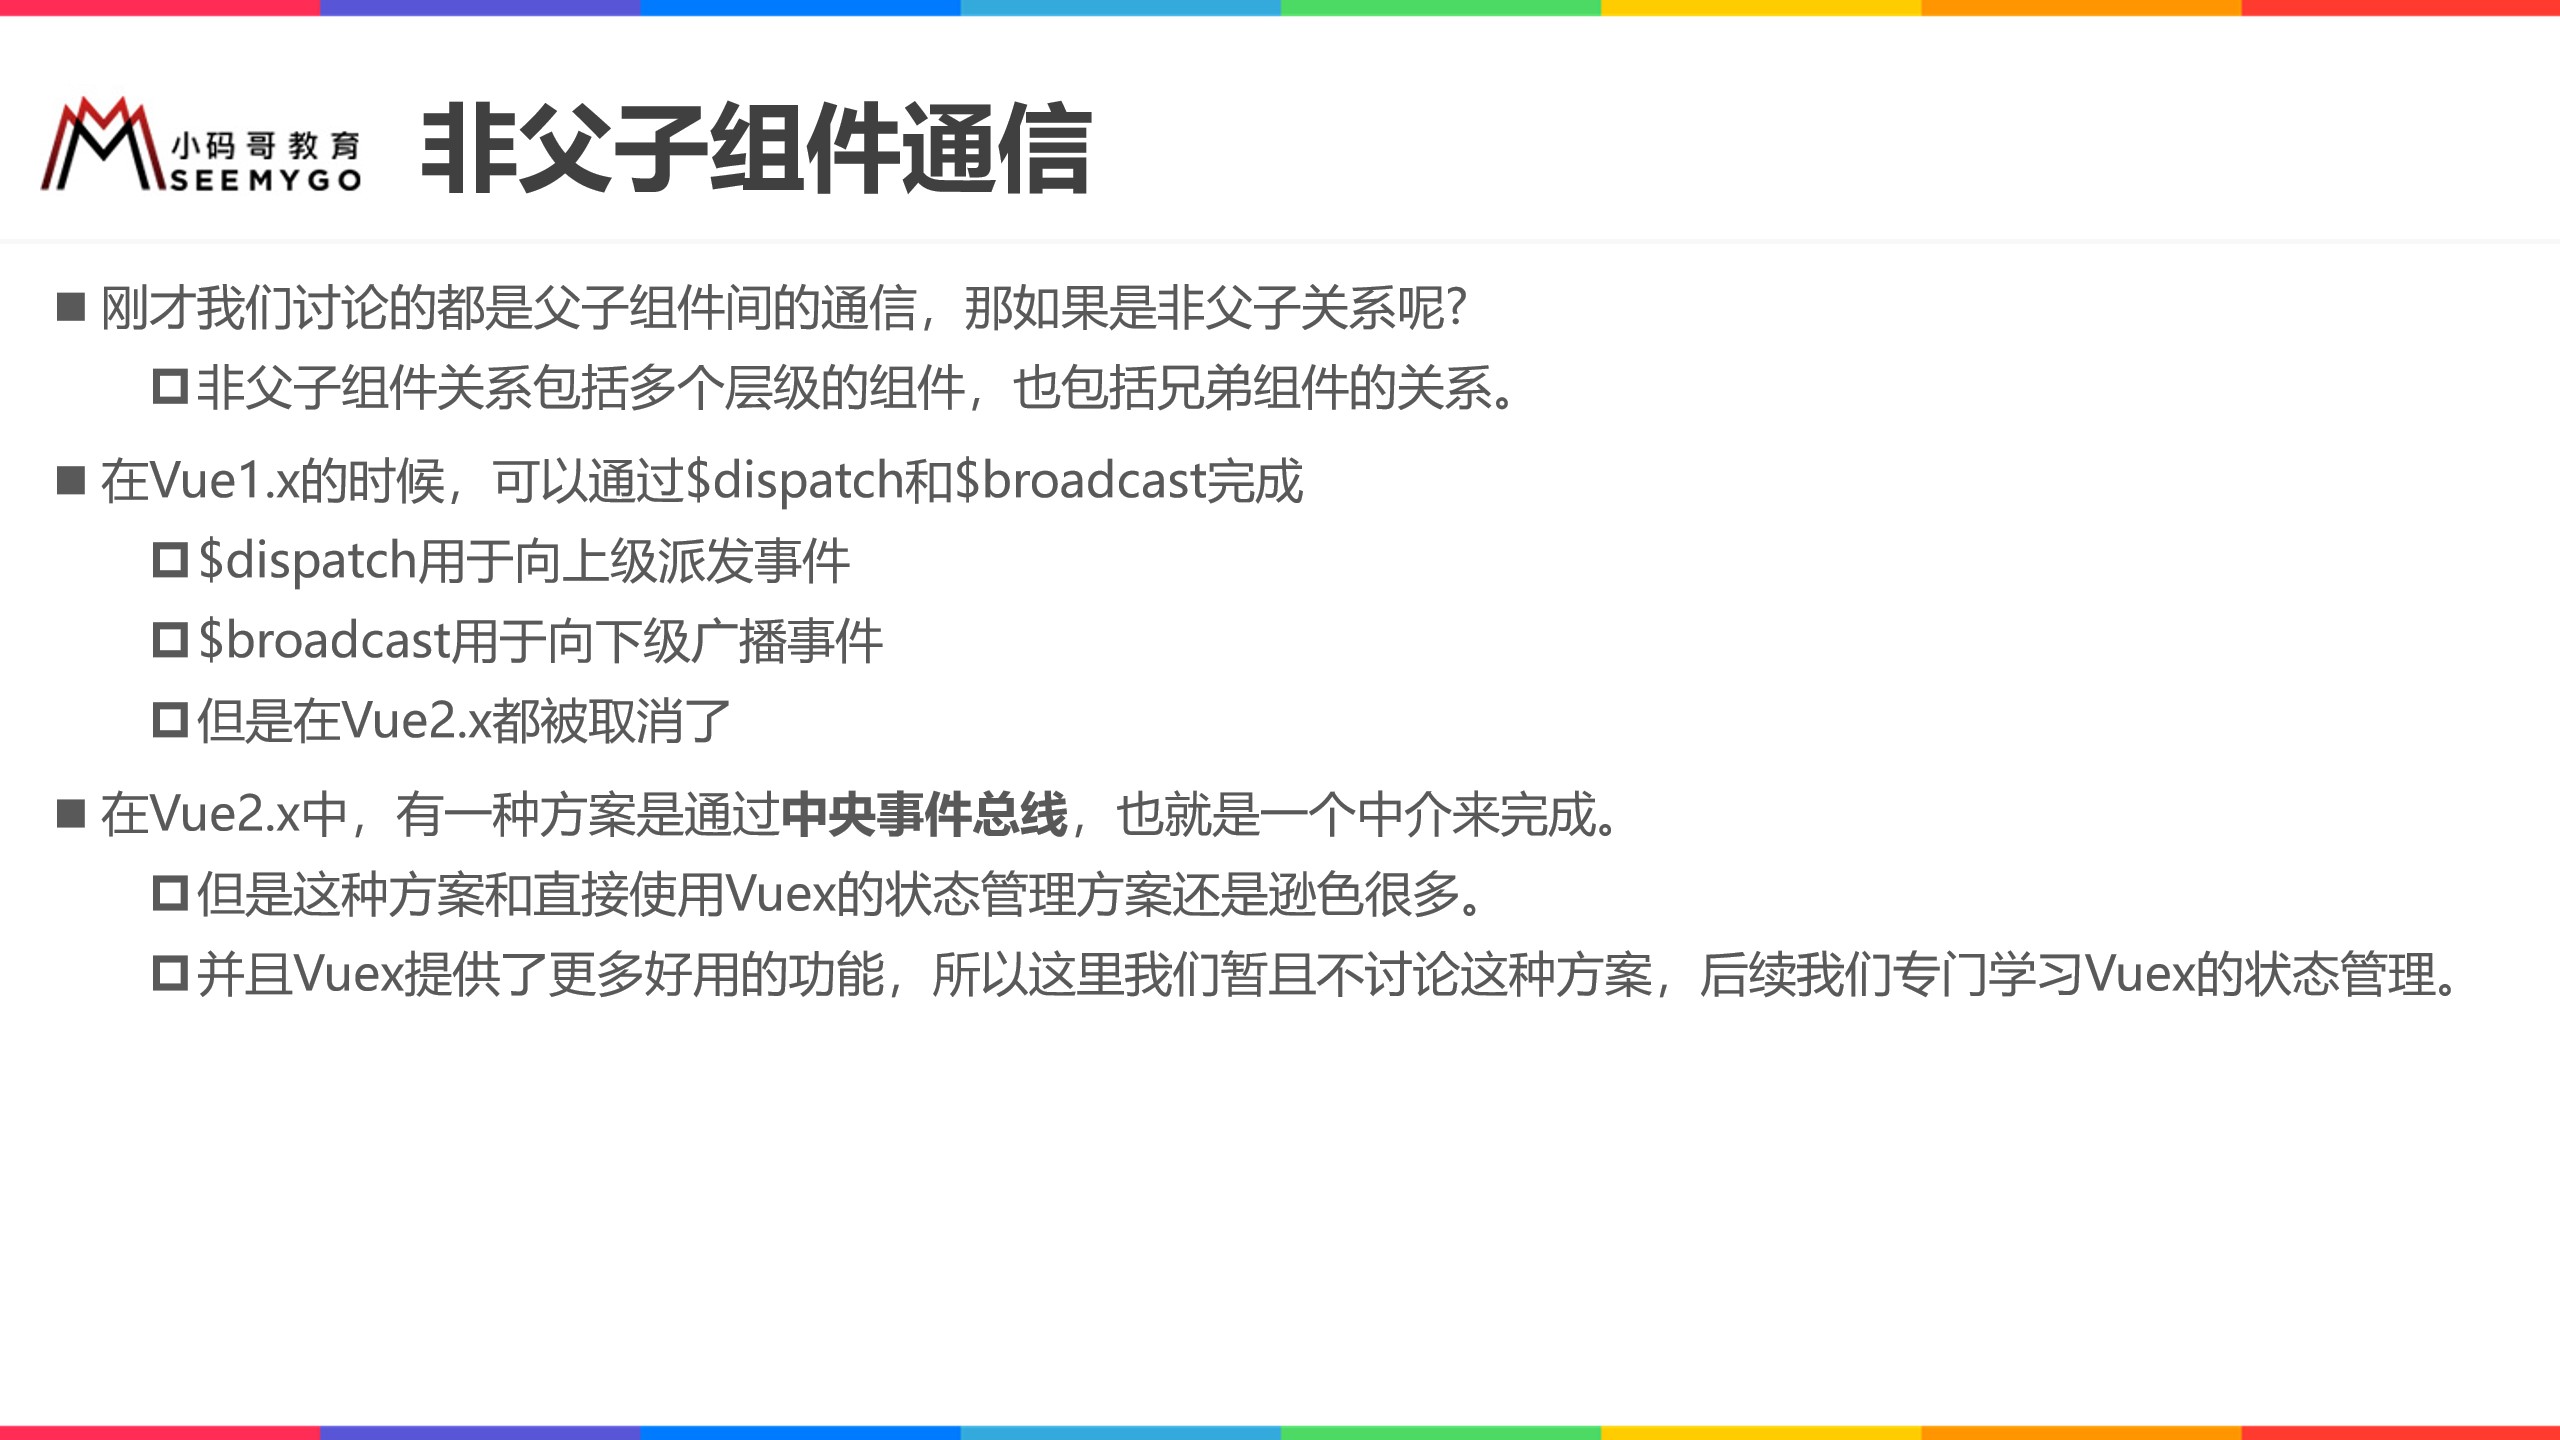 小码哥教育
SEEMYGO
非父子组件通信
刚才我们讨论的都是父子组件间的通信，那如果是非父子关系呢?
非父子组件关系包括多个层级的组件，也包括兄弟组件的关系。
在Vue1.x的时候，可以通过$dispatch和$broadcast完成
$dispatch用于向上级派发事件
$broadcast用于向下级广播事件
但是在Vue2.x都被取消了
在Vue2.x中，有一种方案是通过中央事件总线，也就是一个中介来完成。
但是这种方案和直接使用Vuex的状态管理方案还是逊色很多。
并且Vuex提供了更多好用的功能，所以这里我们暂且不讨论这种方案，后续我们专门学习Vuex的状态管理。